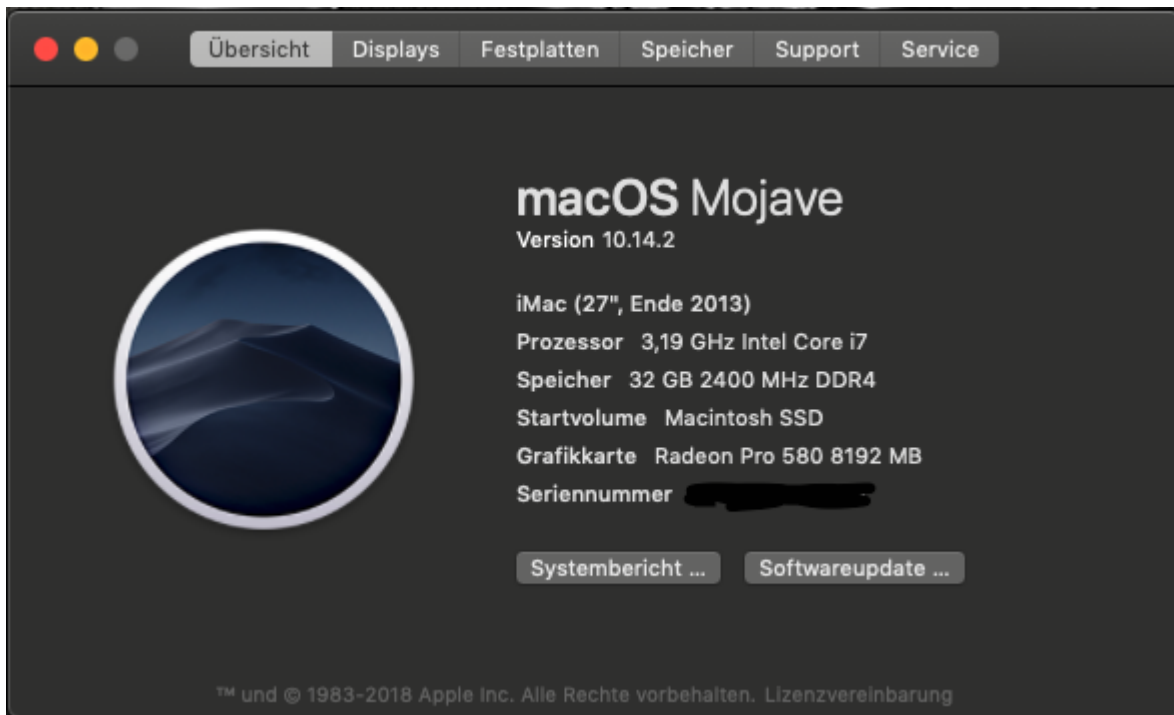 Übersicht Displays Festplatten Speicher Support Service
macOS Mojave
Version 10.14.2
iMac (27", Ende 2013)
Prozessor 3,19 GHz Intel Core i7
Speicher 32 GB 2400 MHz DDR4
Startvolume Macintosh SSD
Grafikkarte Radeon Pro 580 8192 MB
Seriennummer
Systembericht ... Softwareupdate ...
™ und © 1983-2018 Apple Inc. Alle Rechte vorbehalten. Lizenzvereinbarung